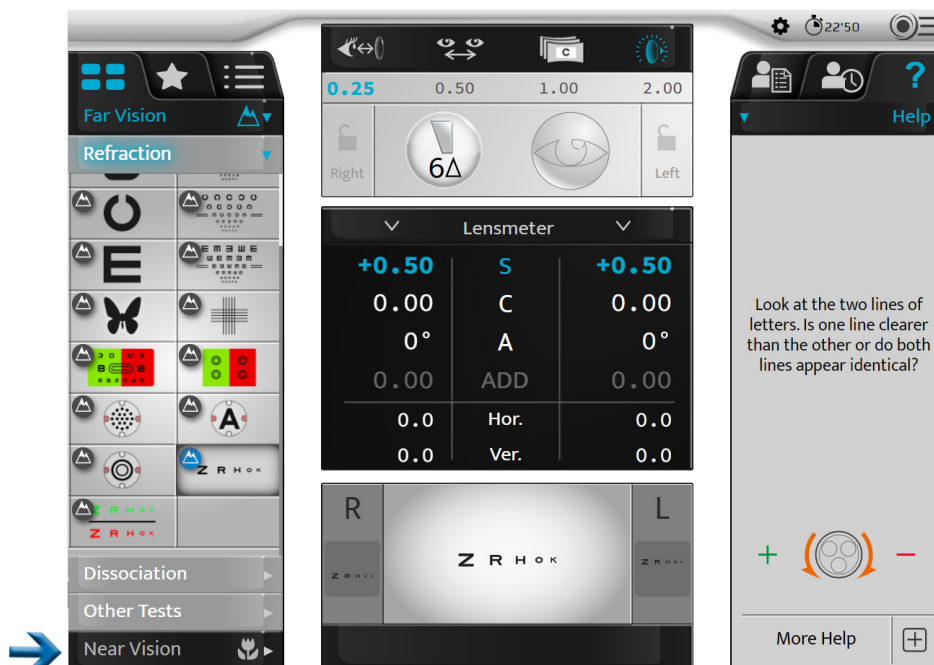 22'50
Far Vision
Refraction
Z R H O K
Z R H O K
Z R H O K
Dissociation
Other Tests
Near Vision
C
0.25 0.50 1.00 2.00
Right
6Δ
Left
Lensmeter
+0.50 S +0.50
0.00 C 0.00
0° A 0°
0.00 ADD 0.00
0.0 Hor. 0.0
0.0 Ver. 0.0
R L
Z R H O K
Z R H O K
Z R H O K
?
Help
Look at the two lines of
letters. Is one line clearer
than the other or do both
lines appear identical?
+ −
More Help